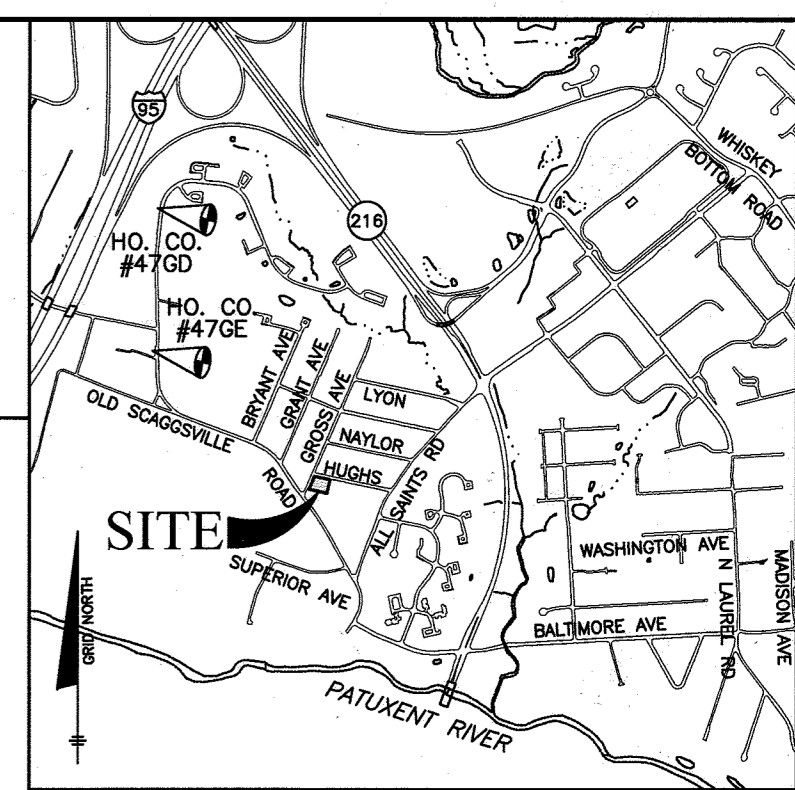 95
WHISKEY
BOTTOM ROAD
216
HO. CO.
#47GD
HO. CO.
#47GE
BRYANT AVE
GRANT AVE
GROSS AVE
LYON
OLD SCAGGSVILLE
ROAD
NAYLOR
HUGHS
ALL SAINTS RD
SITE
WASHINGTON AVE
N LAUREL RD
MADISON AVE
SUPERIOR AVE
GRID NORTH
BALTIMORE AVE
PATUXENT RIVER